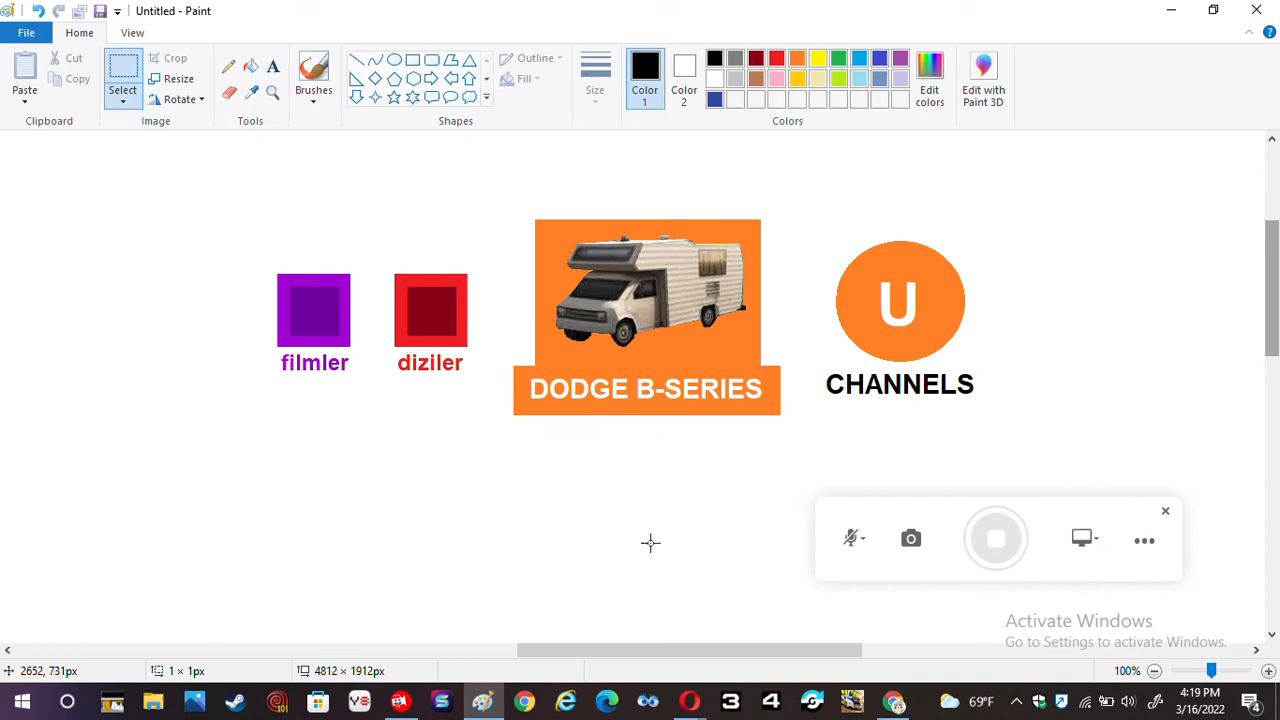 Untitled - Paint
File
Home
View
Paste
Cut
Copy
Clipboard
Select
Crop
Resize
Rotate
Image
A
Tools
Brushes
Outline
Fill
Shapes
Size
Color
1
Color
2
Edit
colors
Colors
Edit with
Paint 3D
filmler
diziler
DODGE B-SERIES
U
CHANNELS
Activate Windows
Go to Settings to activate Windows.
2652, 731px
1 × 1px
4812 × 1912px
100%
3
4
69°F
4:19 PM
3/16/2022
4